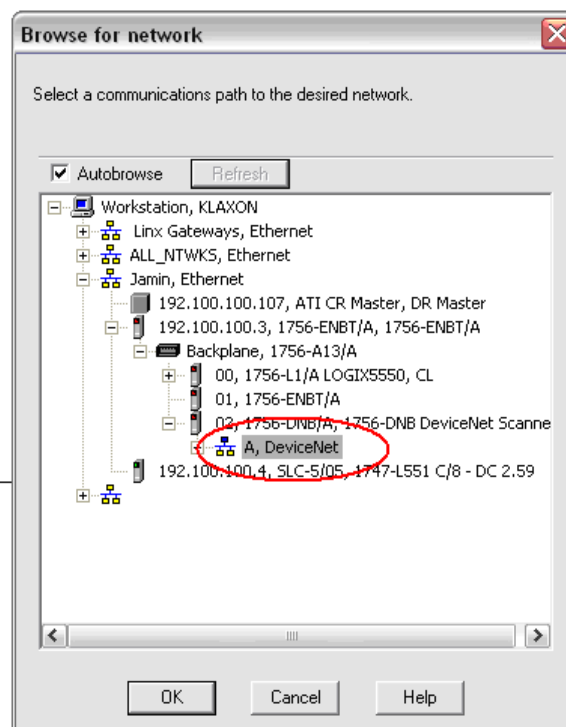 Browse for network
Select a communications path to the desired network.
Autobrowse Refresh
Workstation, KLAXON
Linx Gateways, Ethernet
ALL_NTWKS, Ethernet
Jamin, Ethernet
192.100.100.107, ATI CR Master, DR Master
192.100.100.3, 1756-ENBT/A, 1756-ENBT/A
Backplane, 1756-A13/A
00, 1756-L1/A LOGIX5550, CL
01, 1756-ENBT/A
02, 1756-DNB/A, 1756-DNB DeviceNet Scanne
A, DeviceNet
192.100.100.4, SLC-5/05, 1747-L551 C/8 - DC 2.59
OK Cancel Help